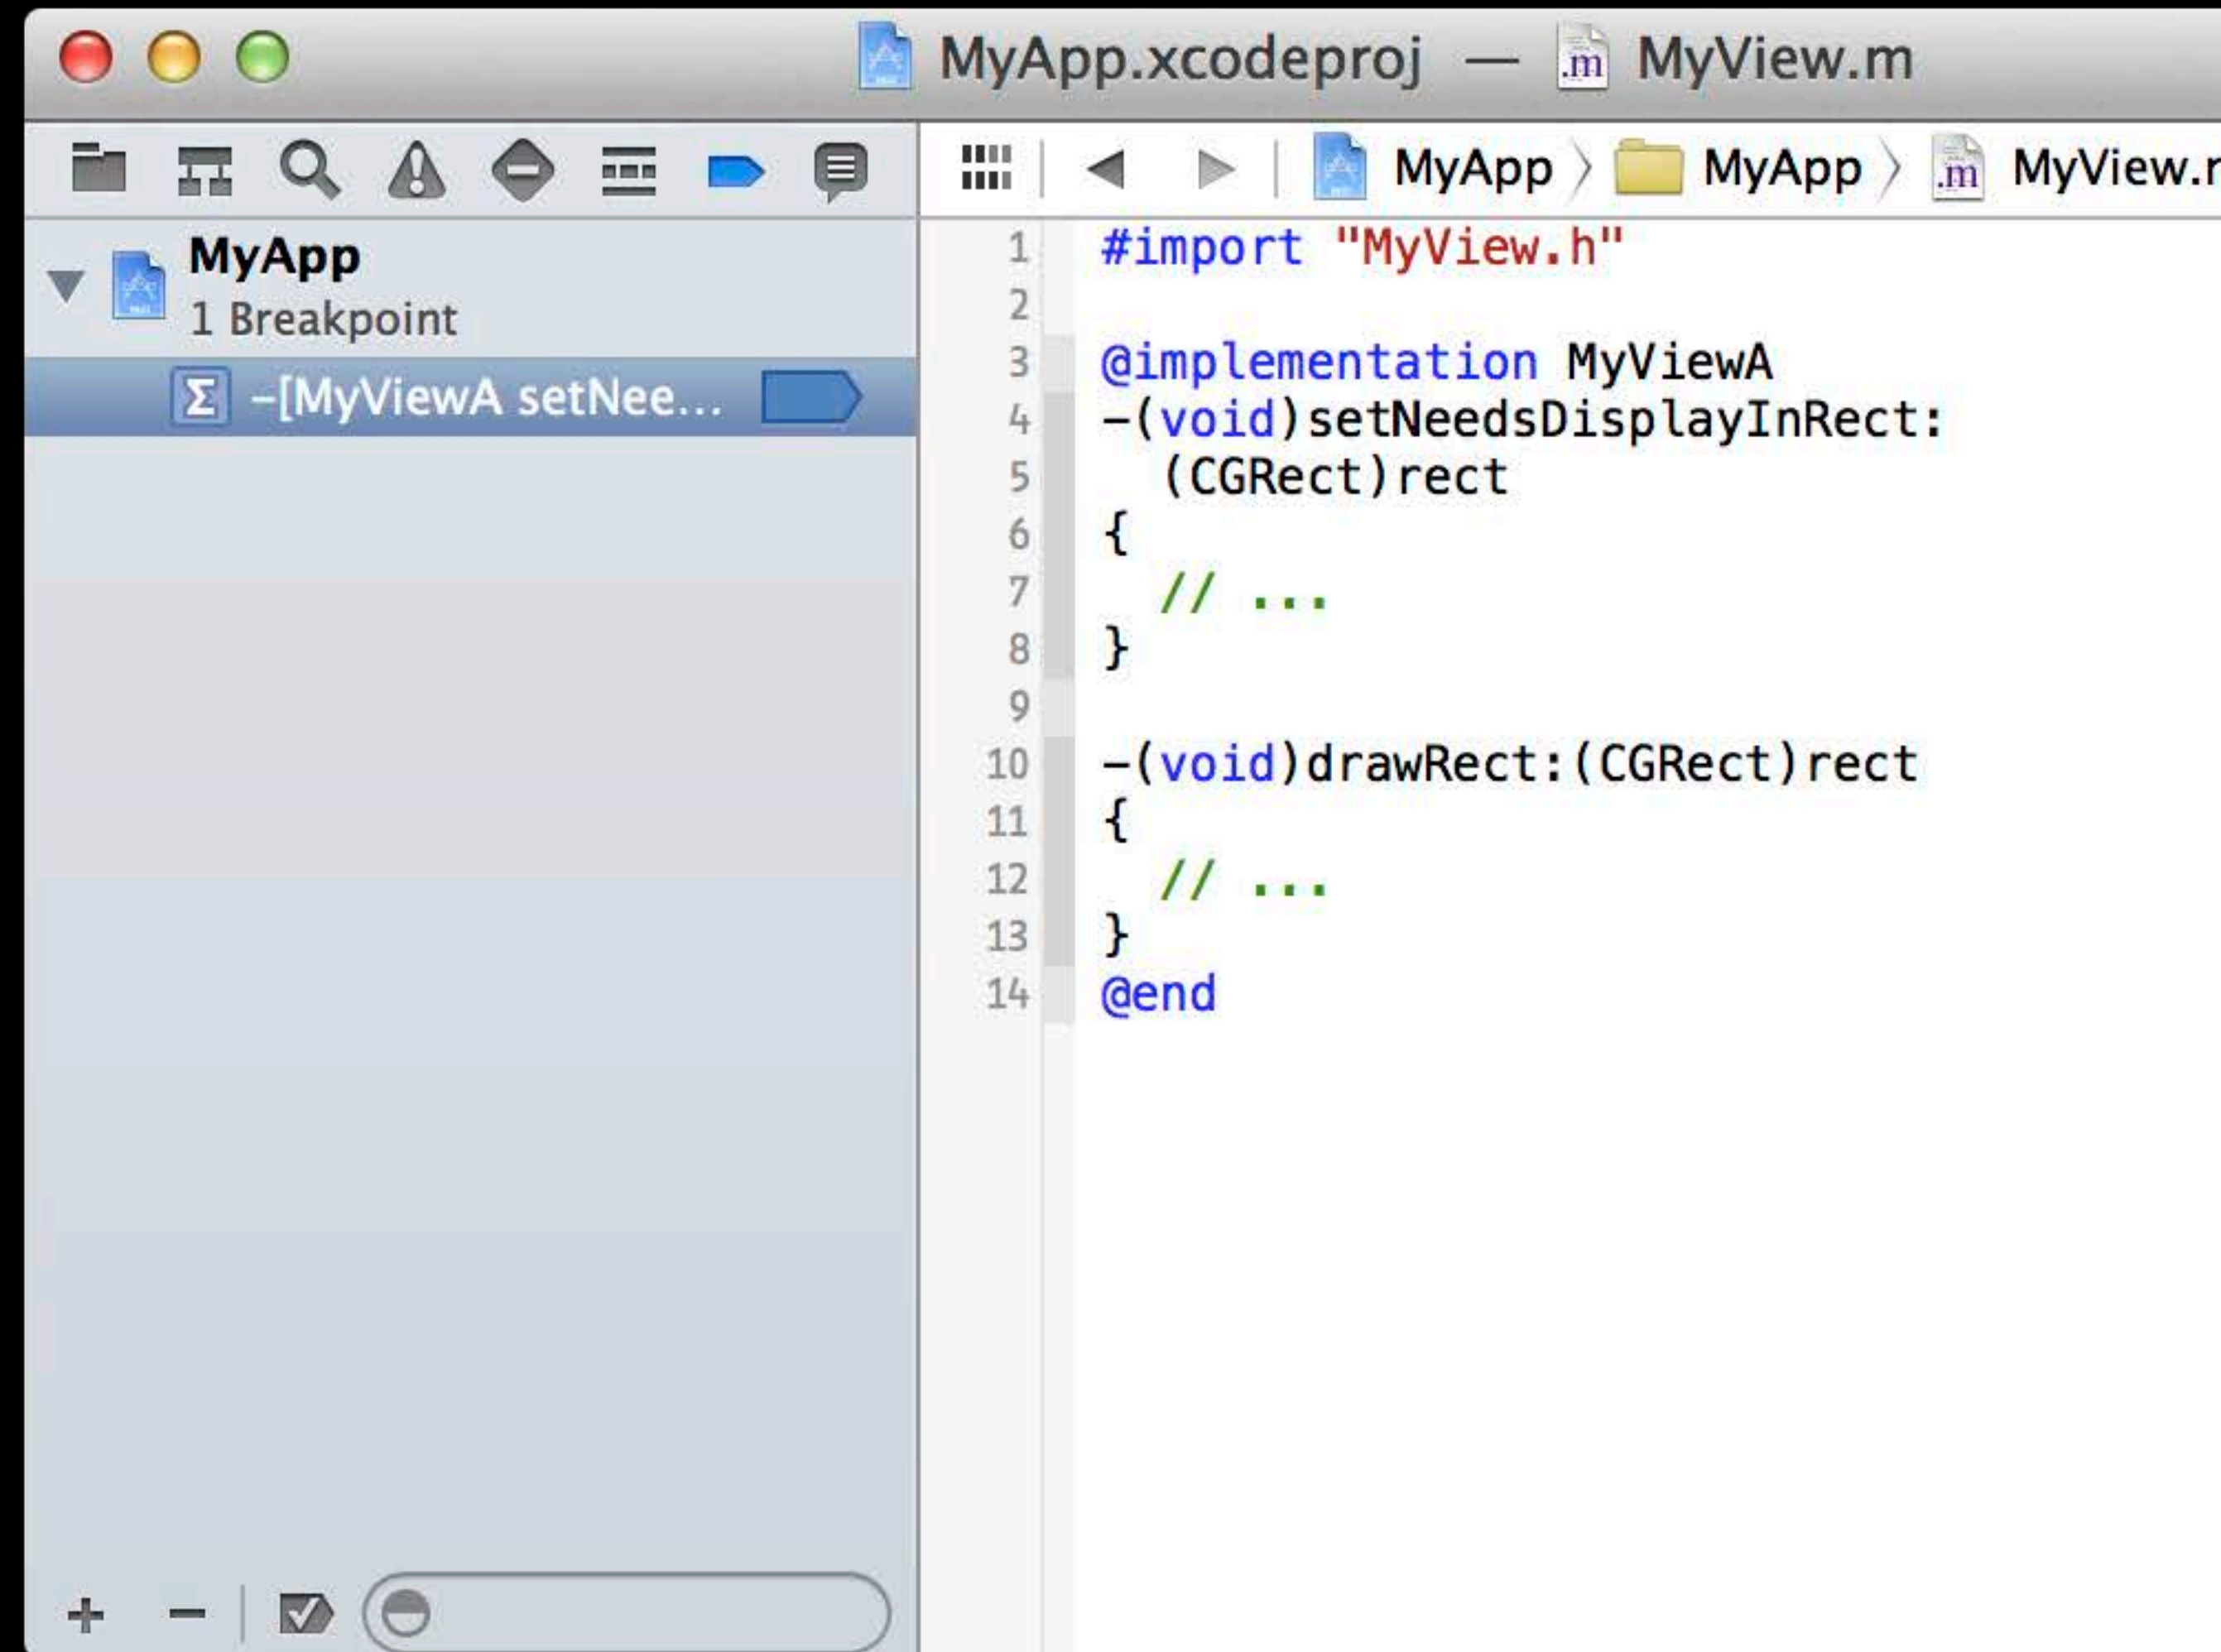 MyApp.xcodeproj — MyView.m
MyApp 〉 MyApp 〉 MyView.
MyApp
1 Breakpoint
Σ -[MyViewA setNee...
1 #import "MyView.h"
2
3 @implementation MyViewA
4 -(void)setNeedsDisplayInRect:
5   (CGRect)rect
6 {
7   // ...
8 }
9
10 -(void)drawRect:(CGRect)rect
11 {
12   // ...
13 }
14 @end